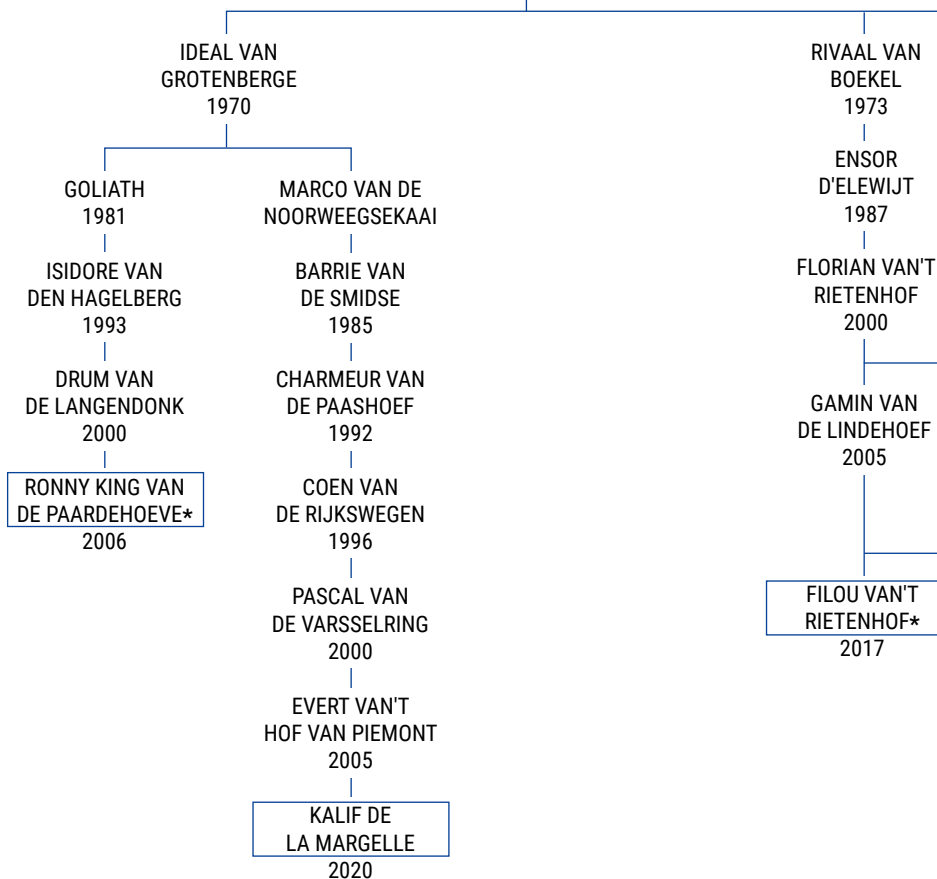 IDEAL VAN
GROTENBERGE
1970
RIVAAL VAN
BOEKEL
1973
GOLIATH
1981
MARCO VAN DE
NOORWEEGSEKAAI
ENSOR
D'ELEWIJT
1987
ISIDORE VAN
DEN HAGELBERG
1993
BARRIE VAN
DE SMIDSE
1985
FLORIAN VAN'T
RIETENHOF
2000
DRUM VAN
DE LANGENDONK
2000
CHARMEUR VAN
DE PAASHOEF
1992
GAMIN VAN
DE LINDEHOEF
2005
RONNY KING VAN
DE PAARDEHOEVE*
2006
COEN VAN
DE RIJKSWEGEN
1996
PASCAL VAN
DE VARSSELRING
2000
FILOU VAN'T
RIETENHOF*
2017
EVERT VAN'T
HOF VAN PIEMONT
2005
KALIF DE
LA MARGELLE
2020